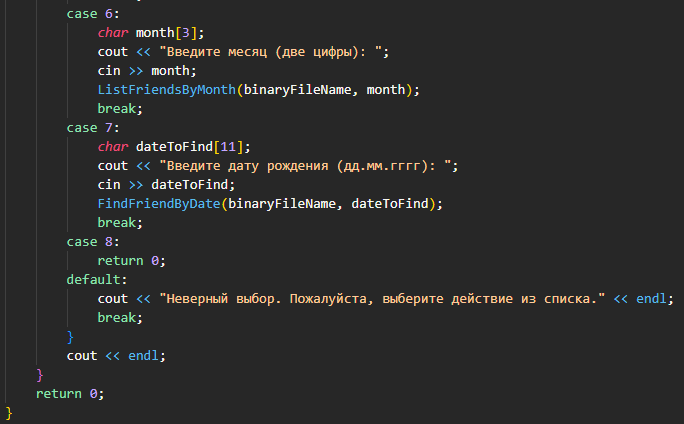 case 6:
char month[3];
cout << "Введите месяц (две цифры): ";
cin >> month;
ListFriendsByMonth(binaryFileName, month);
break;
case 7:
char dateToFind[11];
cout << "Введите дату рождения (дд.мм.гггг): ";
cin >> dateToFind;
FindFriendByDate(binaryFileName, dateToFind);
break;
case 8:
return 0;
default:
cout << "Неверный выбор. Пожалуйста, выберите действие из списка." << endl;
break;
}
cout << endl;
}
return 0;
}